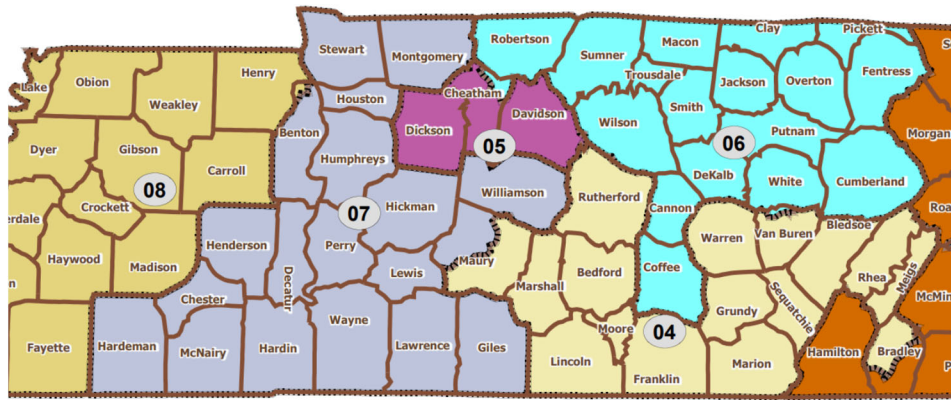 Stewart
Montgomery
Robertson
Sumner
Macon
Clay
Pickett
Lake
Obion
Weakley
Henry
Houston
Cheatham
Trousdale
Jackson
Overton
Fentress
Benton
Dickson
Davidson
Wilson
Smith
Putnam
Morgan
Dyer
Gibson
Carroll
Humphreys
05
06
DeKalb
White
Cumberland
08
Crockett
Williamson
Rutherford
Cannon
07
Hickman
Henderson
Perry
Warren
Van Buren
Bledsoe
Haywood
Madison
Decatur
Lewis
Maury
Marshall
Bedford
Coffee
Rhea
Meigs
Sequatchie
Chester
Wayne
Grundy
Moore
04
Fayette
Hardeman
McNairy
Hardin
Lawrence
Giles
Lincoln
Franklin
Marion
Hamilton
Bradley
erdale
Roa
McMin